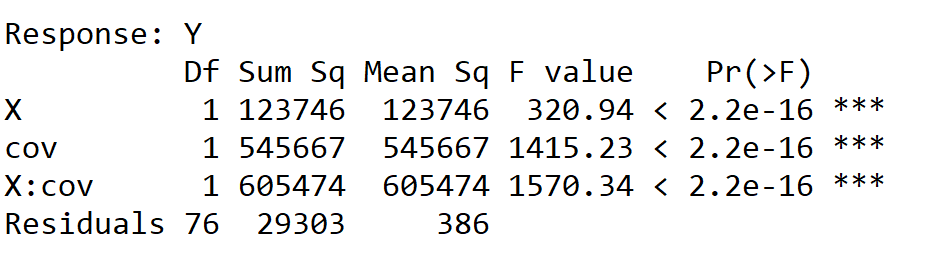 Response: Y
          Df Sum Sq Mean Sq F value    Pr(>F)
X          1 123746  123746  320.94 < 2.2e-16 ***
cov        1 545667  545667 1415.23 < 2.2e-16 ***
X:cov      1 605474  605474 1570.34 < 2.2e-16 ***
Residuals 76  29303     386